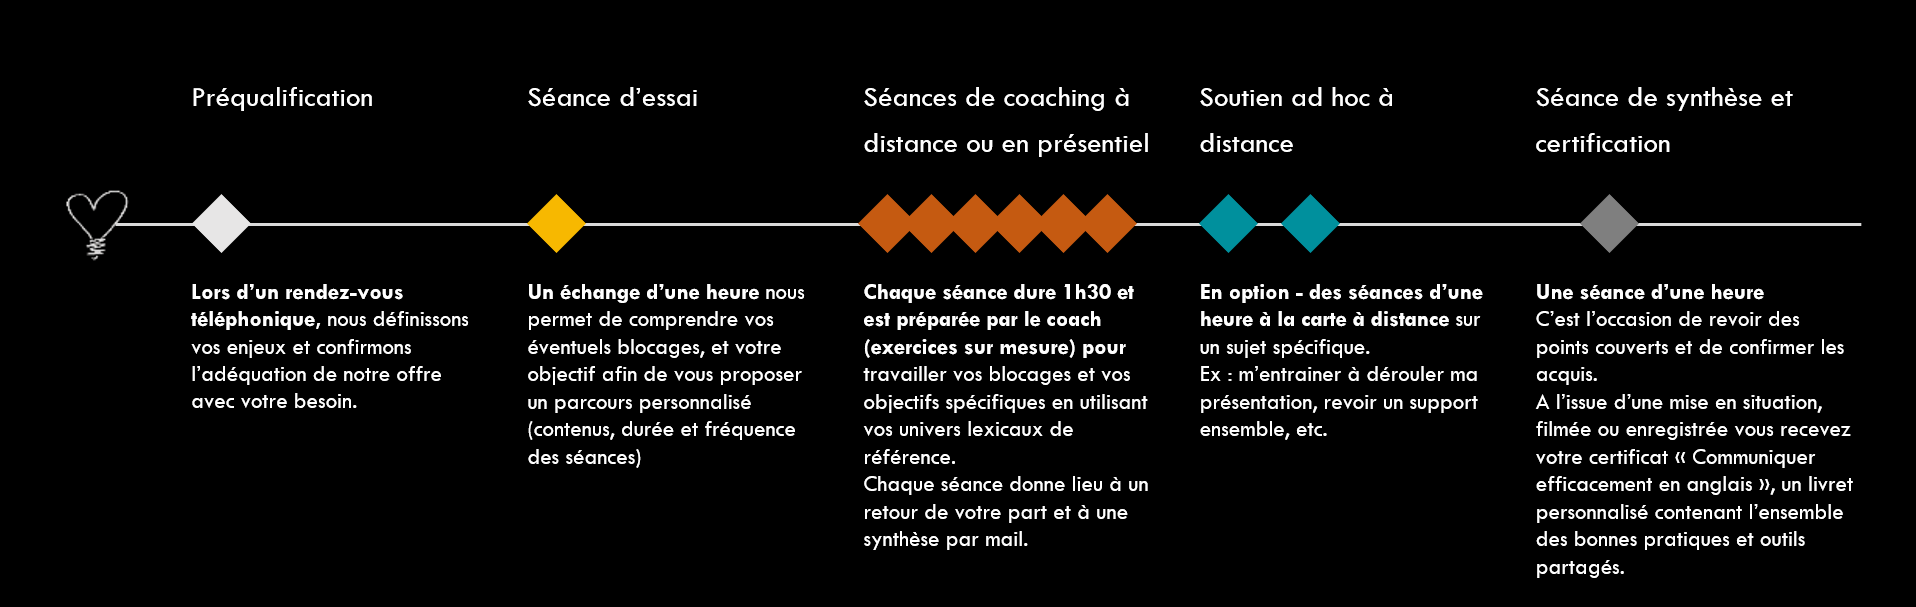 Préqualification
Lors d’un rendez-vous
téléphonique, nous définissons
vos enjeux et confirmons
l’adéquation de notre offre
avec votre besoin.
Séance d’essai
Un échange d’une heure nous
permet de comprendre vos
éventuels blocages, et votre
objectif afin de vous proposer
un parcours personnalisé
(contenus, durée et fréquence
des séances)
Séances de coaching à
distance ou en présentiel
Chaque séance dure 1h30 et
est préparée par le coach
(exercices sur mesure) pour
travailler vos blocages et vos
objectifs spécifiques en utilisant
vos univers lexicaux de
référence.
Chaque séance donne lieu à un
retour de votre part et à une
synthèse par mail.
Soutien ad hoc à
distance
En option - des séances d’une
heure à la carte à distance sur
un sujet spécifique.
Ex : m’entrainer à dérouler ma
présentation, revoir un support
ensemble, etc.
Séance de synthèse et
certification
Une séance d’une heure
C’est l’occasion de revoir des
points couverts et de confirmer les
acquis.
A l’issue d’une mise en situation,
filmée ou enregistrée vous recevez
votre certificat « Communiquer
efficacement en anglais », un livret
personnalisé contenant l’ensemble
des bonnes pratiques et outils
partagés.